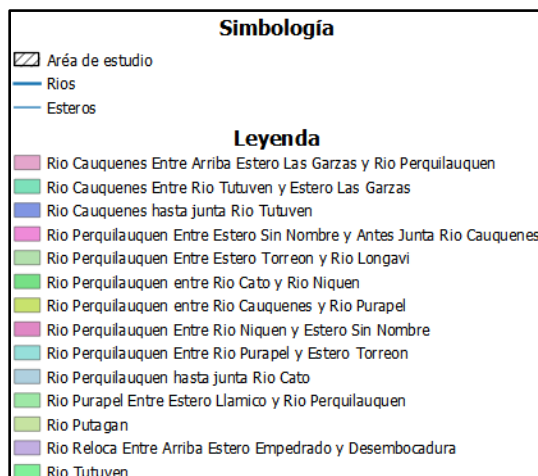 Simbología
Aréa de estudio
Rios
Esteros
Leyenda
Rio Cauquenes Entre Arriba Estero Las Garzas y Rio Perquilauquen
Rio Cauquenes Entre Rio Tutuven y Estero Las Garzas
Rio Cauquenes hasta junta Rio Tutuven
Rio Perquilauquen Entre Estero Sin Nombre y Antes Junta Rio Cauquenes
Rio Perquilauquen Entre Estero Torreon y Rio Longavi
Rio Perquilauquen entre Rio Cato y Rio Niquen
Rio Perquilauquen entre Rio Cauquenes y Rio Purapel
Rio Perquilauquen Entre Rio Niquen y Estero Sin Nombre
Rio Perquilauquen Entre Rio Purapel y Estero Torreon
Rio Perquilauquen hasta junta Rio Cato
Rio Purapel Entre Estero Llamico y Rio Perquilauquen
Rio Putagan
Rio Reloca Entre Arriba Estero Empedrado y Desembocadura
Rio Tutuven